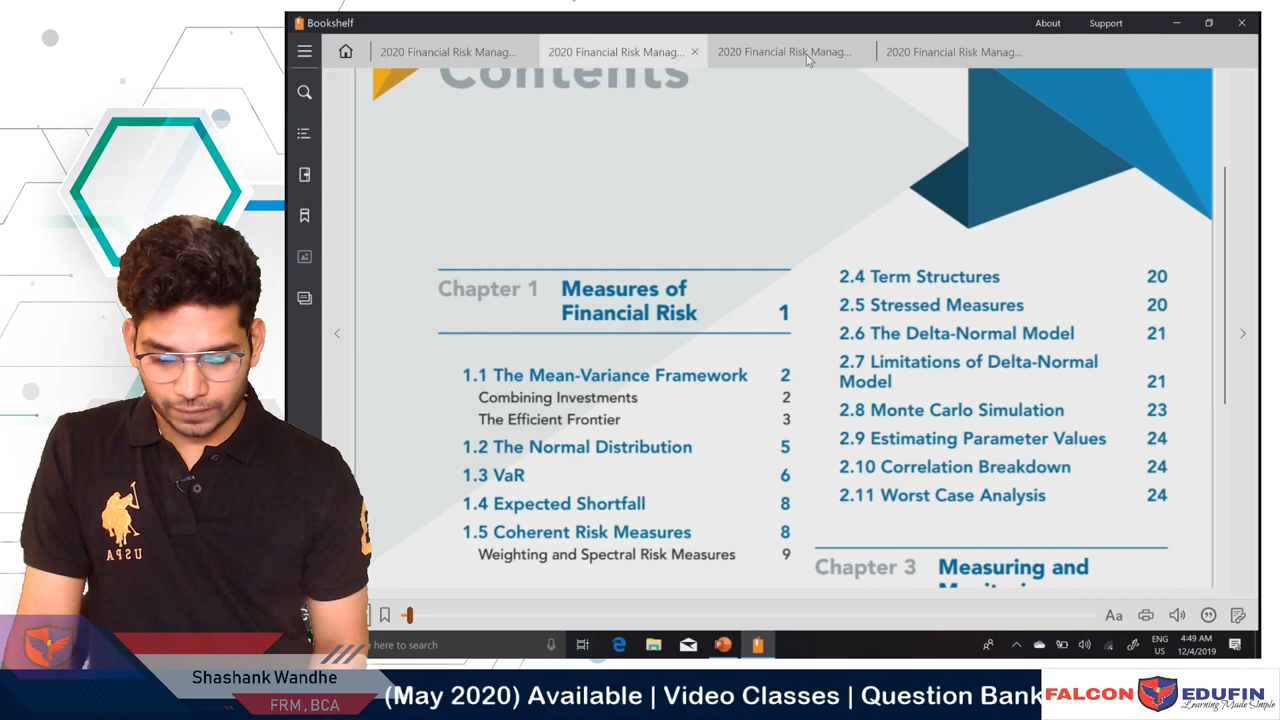 Bookshelf
About
Support
2020 Financial Risk Manag...
2020 Financial Risk Manag...
2020 Financial Risk Manag...
2020 Financial Risk Manag...
Contents
Chapter 1 Measures of
Financial Risk 1
1.1 The Mean-Variance Framework 2
Combining Investments 2
The Efficient Frontier 3
1.2 The Normal Distribution 5
1.3 VaR 6
1.4 Expected Shortfall 8
1.5 Coherent Risk Measures 8
Weighting and Spectral Risk Measures 9
2.4 Term Structures 20
2.5 Stressed Measures 20
2.6 The Delta-Normal Model 21
2.7 Limitations of Delta-Normal
Model 21
2.8 Monte Carlo Simulation 23
2.9 Estimating Parameter Values 24
2.10 Correlation Breakdown 24
2.11 Worst Case Analysis 24
Chapter 3 Measuring and
Aa
here to search
ENG
US
4:49 AM
12/4/2019
USPA
Shashank Wandhe
FRM, BCA
(May 2020) Available | Video Classes | Question Bank
FALCON EDUFIN
Learning Made Simple